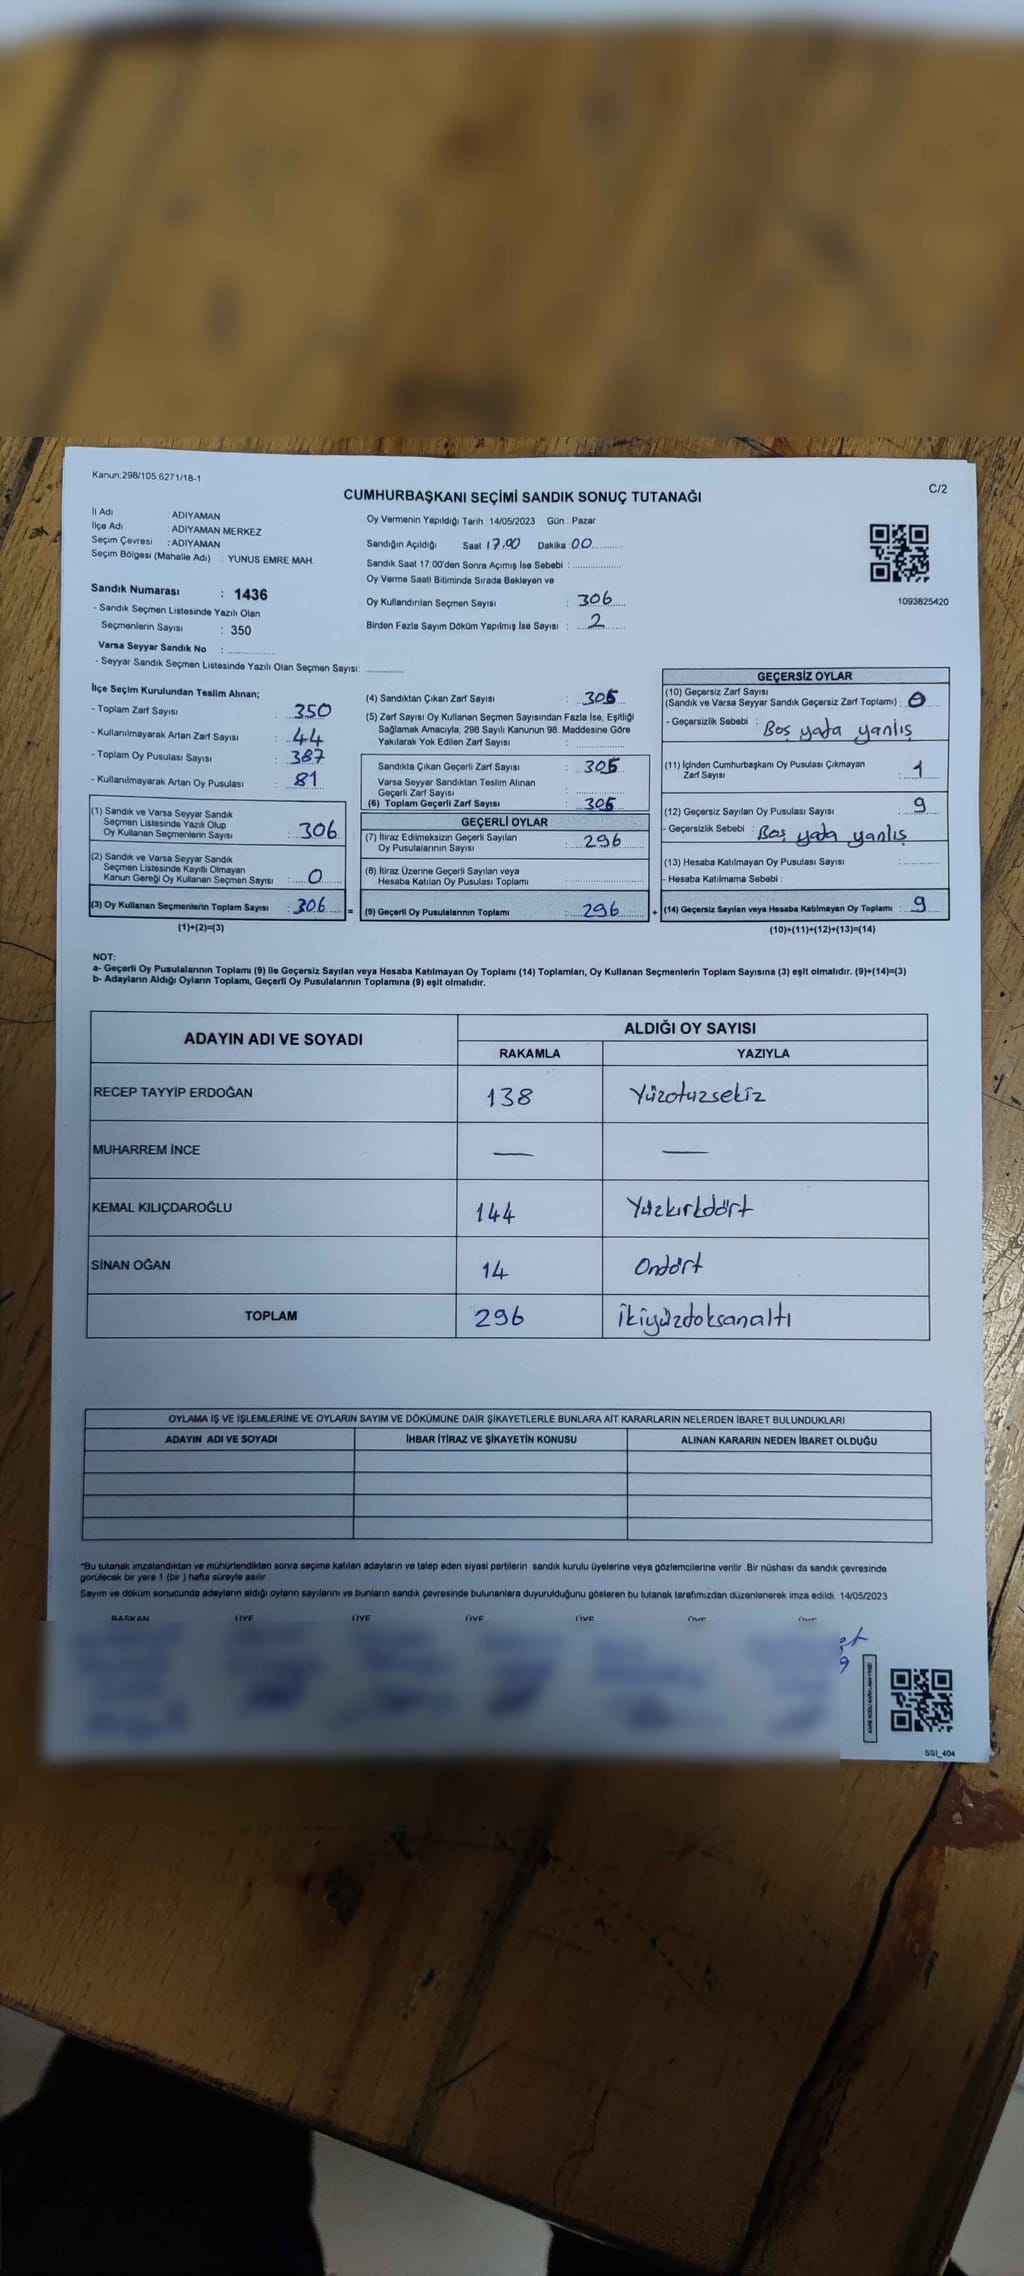 Kanun:298/105;6271/18-1
C/2
CUMHURBAŞKANI SEÇİMİ SANDIK SONUÇ TUTANAĞI
İl Adı : ADIYAMAN
İlçe Adı : ADIYAMAN MERKEZ
Seçim Çevresi : ADIYAMAN
Seçim Bölgesi (Mahalle Adı) : YUNUS EMRE MAH.
Sandık Numarası : 1436
- Sandık Seçmen Listesinde Yazılı Olan
Seçmenlerin Sayısı : 350
Varsa Seyyar Sandık No :
- Seyyar Sandık Seçmen Listesinde Yazılı Olan Seçmen Sayısı:
Oy Vermenin Yapıldığı Tarih : 14/05/2023 Gün : Pazar
Sandığın Açıldığı Saat 17,00 Dakika 00
Sandık Saat 17:00'den Sonra Açımış İse Sebebi :
Oy Verme Saati Bitiminde Sırada Bekleyen ve
Oy Kullandırılan Seçmen Sayısı : 306
Birden Fazla Sayım Döküm Yapılmış İse Sayısı : 2
1093825420
İlçe Seçim Kurulundan Teslim Alınan;
- Toplam Zarf Sayısı : 350
- Kullanılmayarak Artan Zarf Sayısı : 44
- Toplam Oy Pusulası Sayısı : 387
- Kullanılmayarak Artan Oy Pusulası : 81
(1) Sandık ve Varsa Seyyar Sandık
Seçmen Listesinde Yazılı Olup
Oy Kullanan Seçmenlerin Sayısı : 306
(2) Sandık ve Varsa Seyyar Sandık
Seçmen Listesinde Kayıtlı Olmayan
Kanun Gereği Oy Kullanan Seçmen Sayısı : 0
(3) Oy Kullanan Seçmenlerin Toplam Sayısı : 306 =
(1)+(2)=(3)
(4) Sandıktan Çıkan Zarf Sayısı : 305
(5) Zarf Sayısı Oy Kullanan Seçmen Sayısından Fazla İse, Eşitliği
Sağlamak Amacıyla, 298 Sayılı Kanunun 98. Maddesine Göre
Yakılarak Yok Edilen Zarf Sayısı :
Sandıkta Çıkan Geçerli Zarf Sayısı : 305
Varsa Seyyar Sandıktan Teslim Alınan
Geçerli Zarf Sayısı :
(6) Toplam Geçerli Zarf Sayısı : 305
GEÇERLİ OYLAR
(7) İtiraz Edilmeksizin Geçerli Sayılan
Oy Pusulalarının Sayısı : 296
(8) İtiraz Üzerine Geçerli Sayılan veya
Hesaba Katılan Oy Pusulası Toplamı :
(9) Geçerli Oy Pusulalarının Toplamı : 296 +
GEÇERSİZ OYLAR
(10) Geçersiz Zarf Sayısı
(Sandık ve Varsa Seyyar Sandık Geçersiz Zarf Toplamı) : 0
- Geçersizlik Sebebi : Boş yada yanlış
(11) İçinden Cumhurbaşkanı Oy Pusulası Çıkmayan
Zarf Sayısı : 1
(12) Geçersiz Sayılan Oy Pusulası Sayısı : 9
- Geçersizlik Sebebi : Boş yada yanlış
(13) Hesaba Katılmayan Oy Pusulası Sayısı :
- Hesaba Katılmama Sebebi :
(14) Geçersiz Sayılan veya Hesaba Katılmayan Oy Toplamı : 9
(10)+(11)+(12)+(13)=(14)
NOT:
a- Geçerli Oy Pusulalarının Toplamı (9) ile Geçersiz Sayılan veya Hesaba Katılmayan Oy Toplamı (14) Toplamları, Oy Kullanan Seçmenlerin Toplam Sayısına (3) eşit olmalıdır. (9)+(14)=(3)
b- Adayların Aldığı Oyların Toplamı, Geçerli Oy Pusulalarının Toplamına (9) eşit olmalıdır.
ADAYIN ADI VE SOYADI ALDIĞI OY SAYISI
RAKAMLA YAZIYLA
RECEP TAYYİP ERDOĞAN 138 Yüzotuzsekiz
MUHARREM İNCE — —
KEMAL KILIÇDAROĞLU 144 Yüzkırkdört
SİNAN OĞAN 14 Ondört
TOPLAM 296 İkiyüzdoksanaltı
OYLAMA İŞ VE İŞLEMLERİNE VE OYLARIN SAYIM VE DÖKÜMÜNE DAİR ŞİKAYETLERLE BUNLARA AİT KARARLARIN NELERDEN İBARET BULUNDUKLARI
ADAYIN ADI VE SOYADI İHBAR İTİRAZ VE ŞİKAYETİN KONUSU ALINAN KARARIN NEDEN İBARET OLDUĞU
*Bu tutanak imzalandıktan ve mühürlendikten sonra seçime katılan adayların ve talep eden siyasi partilerin sandık kurulu üyelerine veya gözlemcilerine verilir. Bir nüshası da sandık çevresinde
görülecek bir yere 1 (bir) hafta süreyle asılır.
Sayım ve döküm sonucunda adayların aldığı oyların sayılarını ve bunların sandık çevresinde bulunanlara duyurulduğunu gösteren bu tutanak tarafımızdan düzenlenerek imza edildi. 14/05/2023
BAŞKAN ÜYE ÜYE ÜYE ÜYE ÜYE ÜYE
SSI_404